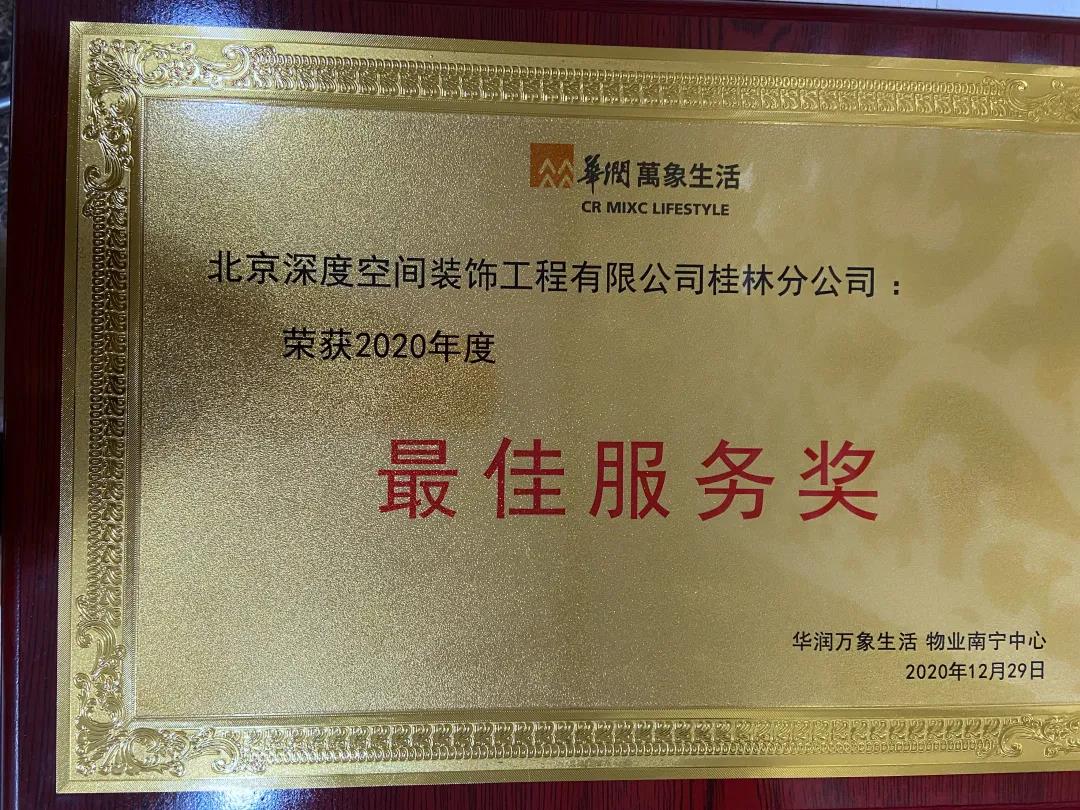 華潤 萬象生活
CR MIXC LIFESTYLE
北京深度空间装饰工程有限公司桂林分公司：
荣获2020年度
最佳服务奖
华润万象生活 物业南宁中心
2020年12月29日